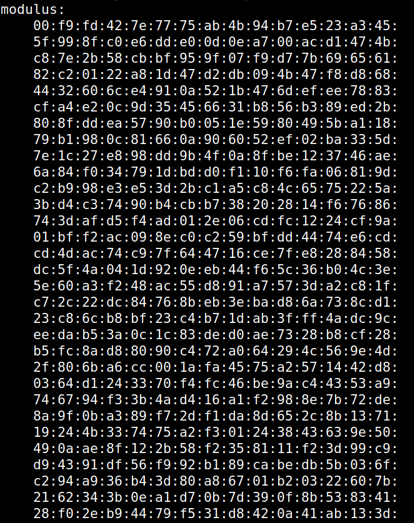 modulus:
00:f9:fd:42:7e:77:75:ab:4b:94:b7:e5:23:a3:45:
5f:99:8f:c0:e6:dd:e0:0d:0e:a7:00:ac:d1:47:4b:
c8:7e:2b:58:cb:bf:95:9f:07:f9:d7:7b:69:65:61:
82:c2:01:22:a8:1d:47:d2:db:09:4b:47:f8:d8:68:
44:32:60:6c:e4:91:0a:52:1b:47:6d:ef:ee:78:83:
cf:a4:e2:0c:9d:35:45:66:31:b8:56:b3:89:ed:2b:
80:8f:dd:ea:57:90:b0:05:1e:59:80:49:5b:a1:18:
79:b1:98:0c:81:66:0a:90:60:52:ef:02:ba:33:5d:
7e:1c:27:e8:98:dd:9b:4f:0a:8f:be:12:37:46:ae:
6a:84:f0:34:79:1d:bd:d0:f1:10:f6:fa:06:81:9d:
c2:b9:98:e3:e5:3d:2b:c1:a5:c8:4c:65:75:22:5a:
3b:d4:c3:74:90:b4:cb:b7:38:20:28:14:f6:76:86:
74:3d:af:d5:f4:ad:01:2e:06:cd:fc:12:24:cf:9a:
01:bf:f2:ac:09:8e:c0:c2:59:bf:dd:44:74:e6:cd:
cd:4d:ac:74:c9:7f:64:47:16:ce:7f:e8:28:84:58:
dc:5f:4a:04:1d:92:0e:eb:44:f6:5c:36:b0:4c:3e:
5e:60:a3:f2:48:ac:55:d8:91:a7:57:3d:a2:c8:1f:
c7:2c:22:dc:84:76:8b:eb:3e:ba:d8:6a:73:8c:d1:
23:c8:6c:b8:bf:23:c4:b7:1d:ab:3f:ff:4a:dc:9c:
ee:da:b5:3a:0c:1c:83:de:d0:ae:73:28:b8:cf:28:
b5:fc:8a:d8:80:90:c4:72:a0:64:29:4c:56:9e:4d:
2f:80:6b:a6:cc:00:1a:fa:45:75:a2:57:14:42:d8:
03:64:d1:24:33:70:f4:fc:46:be:9a:c4:43:53:a9:
74:67:94:f3:3b:4a:d4:16:a1:f2:98:8e:7b:72:de:
8a:9f:0b:a3:89:f7:2d:f1:da:8d:65:2c:8b:13:71:
19:24:4b:33:74:75:a2:f3:01:24:38:43:63:9e:50:
49:0a:ae:8f:12:2b:58:f2:35:81:11:f2:3d:99:c9:
d9:43:91:df:56:f9:92:b1:89:ca:be:db:5b:03:6f:
c2:94:a9:36:b4:3d:80:a8:67:01:b2:03:22:60:7b:
21:62:34:3b:0e:a1:d7:0b:7d:39:0f:8b:53:83:41:
28:f0:2e:b9:44:79:f5:31:d8:42:0a:41:ab:13:3d: